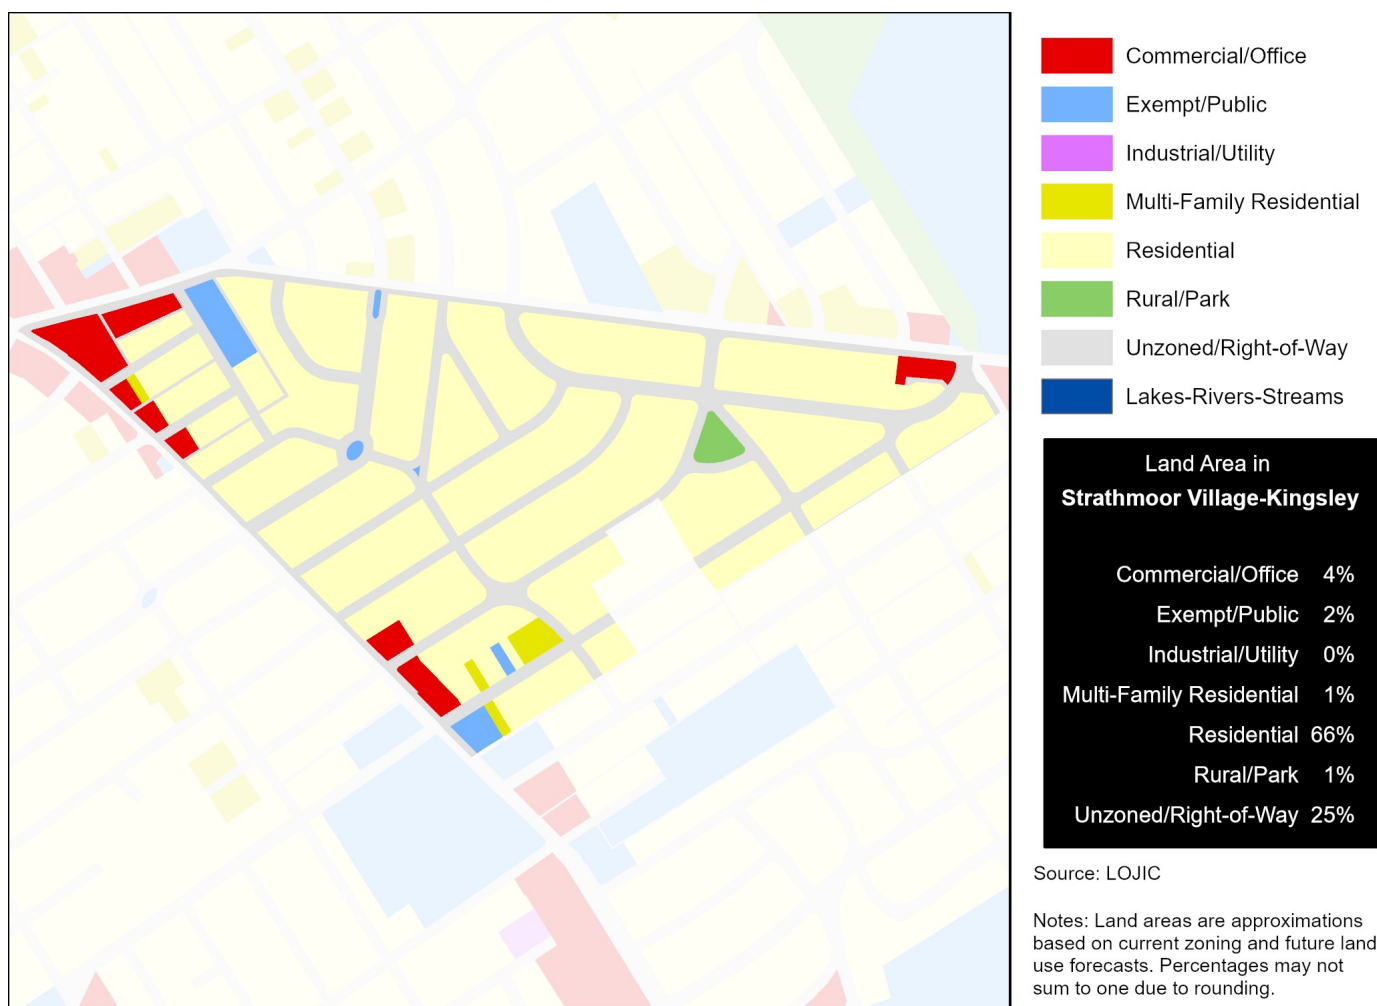 Commercial/Office
Exempt/Public
Industrial/Utility
Multi-Family Residential
Residential
Rural/Park
Unzoned/Right-of-Way
Lakes-Rivers-Streams
Land Area in
Strathmoor Village-Kingsley
Commercial/Office 4%
Exempt/Public 2%
Industrial/Utility 0%
Multi-Family Residential 1%
Residential 66%
Rural/Park 1%
Unzoned/Right-of-Way 25%
Source: LOJIC
Notes: Land areas are approximations
based on current zoning and future land
use forecasts. Percentages may not
sum to one due to rounding.